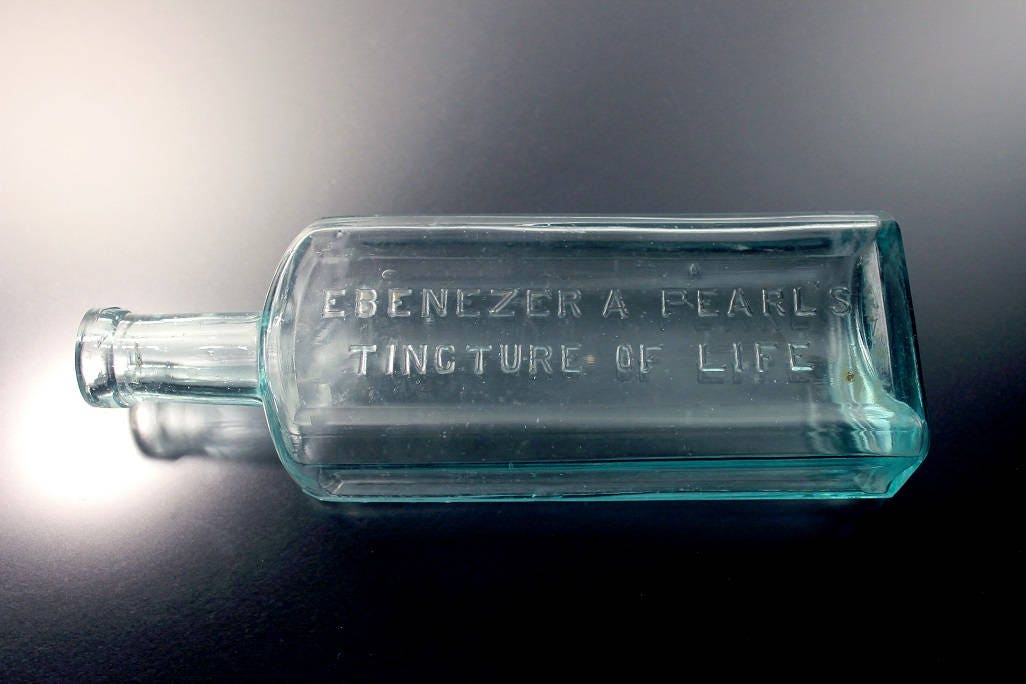 EBENEZER A. PEARL'S
TINCTURE OF LIFE